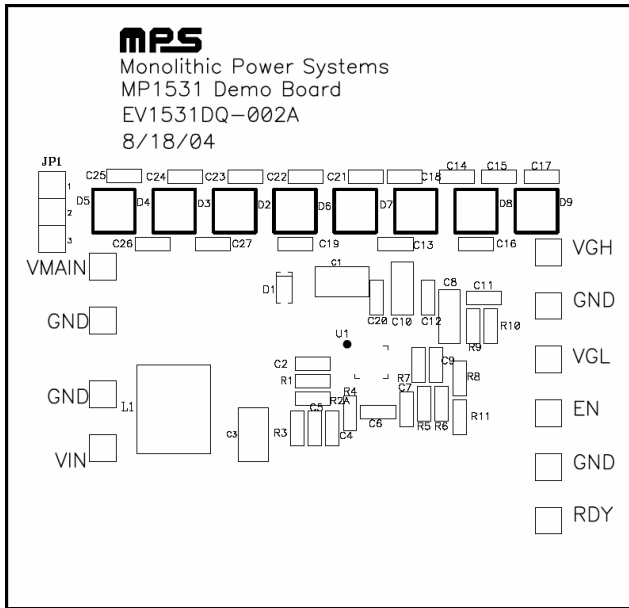 MPS
Monolithic Power Systems
MP1531 Demo Board
EV1531DQ-002A
8/18/04
JP1
1
2
3
C25 C24 C23 C22 C21 C18 C14 C15 C17
D5 D4 D3 D2 D6 D7 D8 D9
C26 C27 C19 C13 C16
VMAIN
GND
GND
L1
VIN
D1
C1
C20 C10 C12 C8 C11
R9 R10
U1
C2
R1
R2A
R4
R3 C5 C4
C3
C6 C7
R7 C9 R8
R5 R6 R11
VGH
GND
VGL
EN
GND
RDY